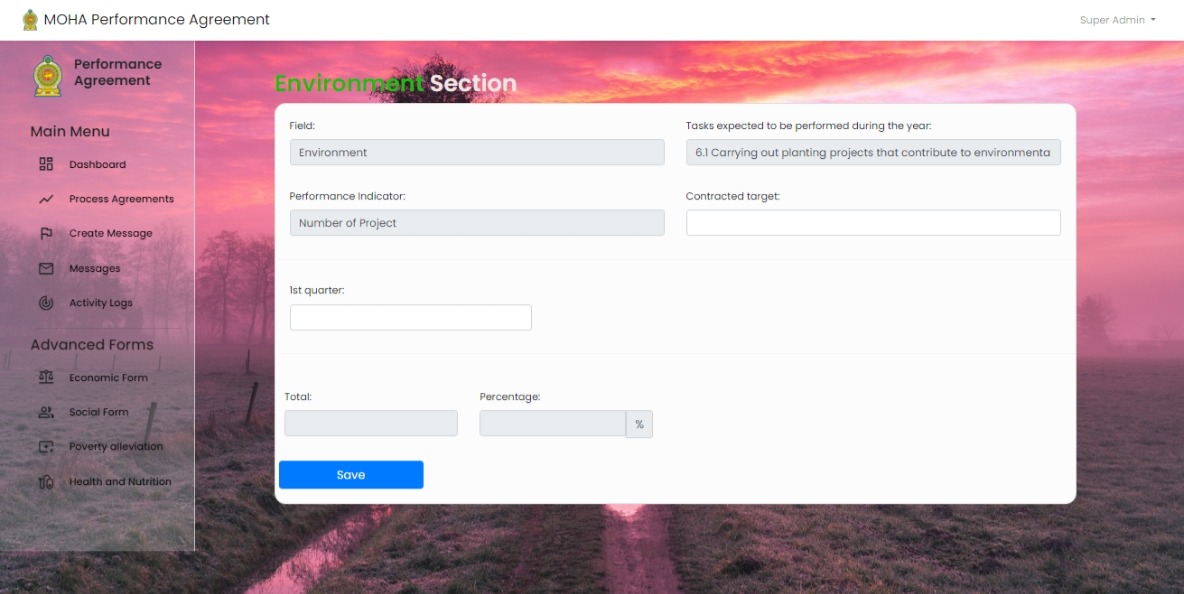 MOHA Performance Agreement
Super Admin
Performance
Agreement
Main Menu
Dashboard
Process Agreements
Create Message
Messages
Activity Logs
Advanced Forms
Economic Form
Social Form
Poverty alleviation
Health and Nutrition
Environment Section
Field:
Tasks expected to be performed during the year:
Environment
6.1 Carrying out planting projects that contribute to environmenta
Performance Indicator:
Contracted target:
Number of Project
1st quarter:
Total:
Percentage:
%
Save